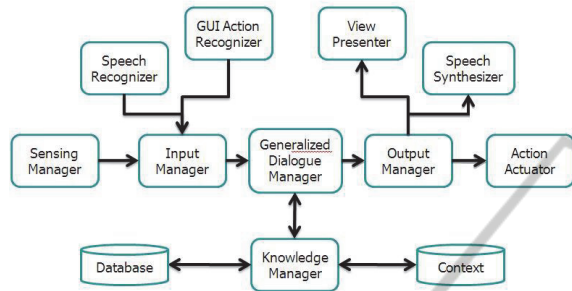 GUI Action
Recognizer
View
Presenter
Speech
Recognizer
Speech
Synthesizer
Sensing
Manager
Input
Manager
Generalized
Dialogue
Manager
Output
Manager
Action
Actuator
Database
Knowledge
Manager
Context